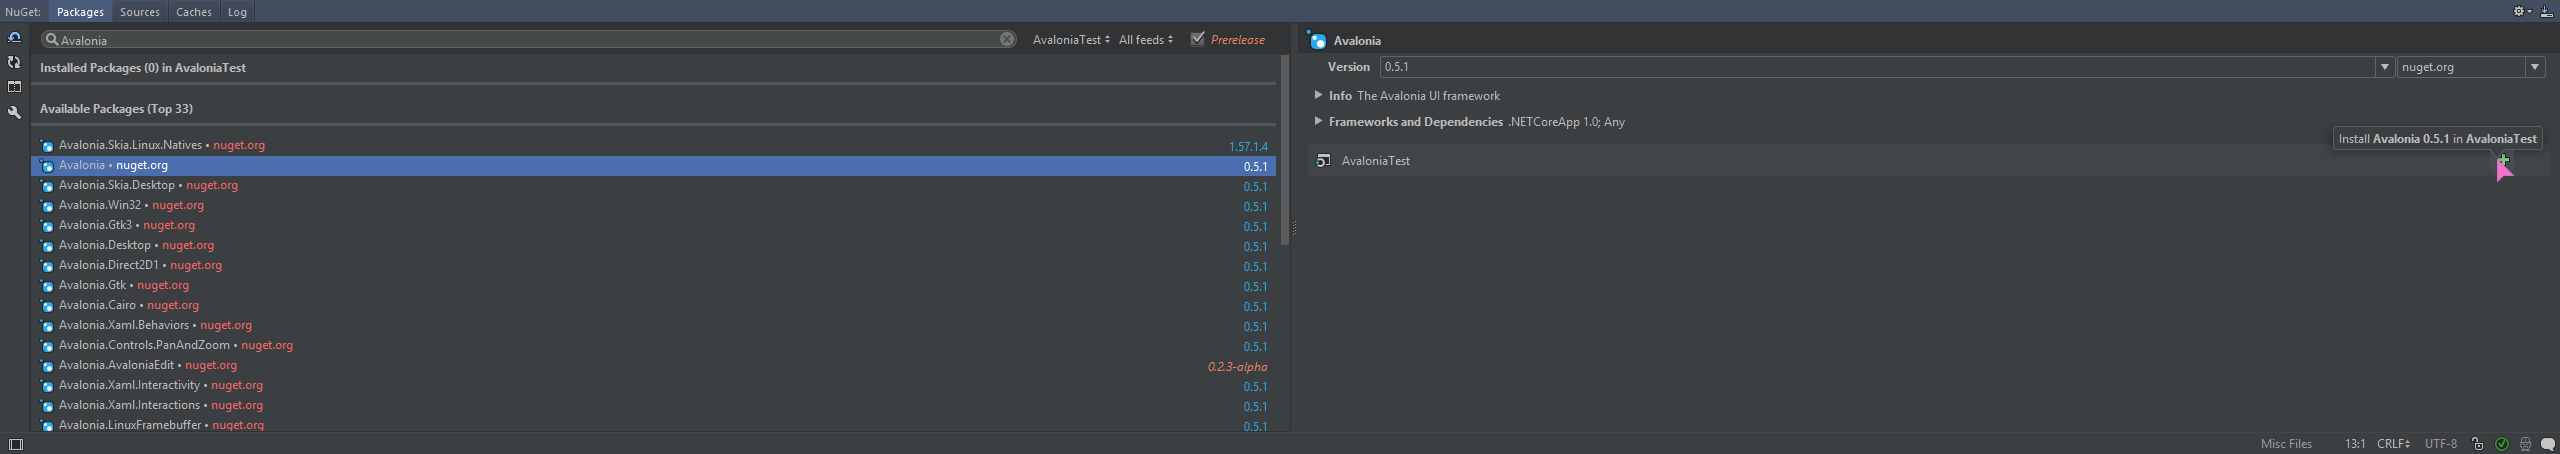 NuGet: Packages Sources Caches Log
Avalonia
AvaloniaTest All feeds Prerelease
Installed Packages (0) in AvaloniaTest
Available Packages (Top 33)
Avalonia.Skia.Linux.Natives • nuget.org 1.57.1.4
Avalonia • nuget.org 0.5.1
Avalonia.Skia.Desktop • nuget.org 0.5.1
Avalonia.Win32 • nuget.org 0.5.1
Avalonia.Gtk3 • nuget.org 0.5.1
Avalonia.Desktop • nuget.org 0.5.1
Avalonia.Direct2D1 • nuget.org 0.5.1
Avalonia.Gtk • nuget.org 0.5.1
Avalonia.Cairo • nuget.org 0.5.1
Avalonia.Xaml.Behaviors • nuget.org 0.5.1
Avalonia.Controls.PanAndZoom • nuget.org 0.5.1
Avalonia.AvaloniaEdit • nuget.org 0.2.3-alpha
Avalonia.Xaml.Interactivity • nuget.org 0.5.1
Avalonia.Xaml.Interactions • nuget.org 0.5.1
Avalonia.LinuxFramebuffer • nuget.org 0.5.1
Avalonia
Version 0.5.1 nuget.org
Info The Avalonia UI framework
Frameworks and Dependencies .NETCoreApp 1.0; Any
Install Avalonia 0.5.1 in AvaloniaTest
AvaloniaTest
Misc Files 13:1 CRLF UTF-8